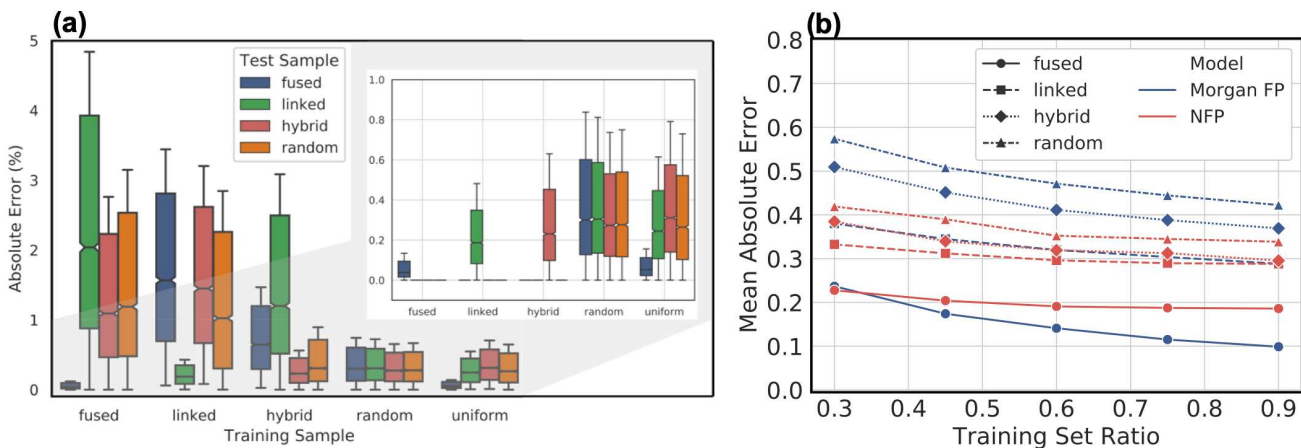 (a)
Absolute Error (%)
5
4
3
2
1
0
Test Sample
fused
linked
hybrid
random
1.0
0.8
0.6
0.4
0.2
0.0
fused linked hybrid random uniform
fused linked hybrid random uniform
Training Sample
(b)
Mean Absolute Error
0.8
0.7
0.6
0.5
0.4
0.3
0.2
0.1
0.0
fused
linked
hybrid
random
Model
Morgan FP
NFP
0.3 0.4 0.5 0.6 0.7 0.8 0.9
Training Set Ratio